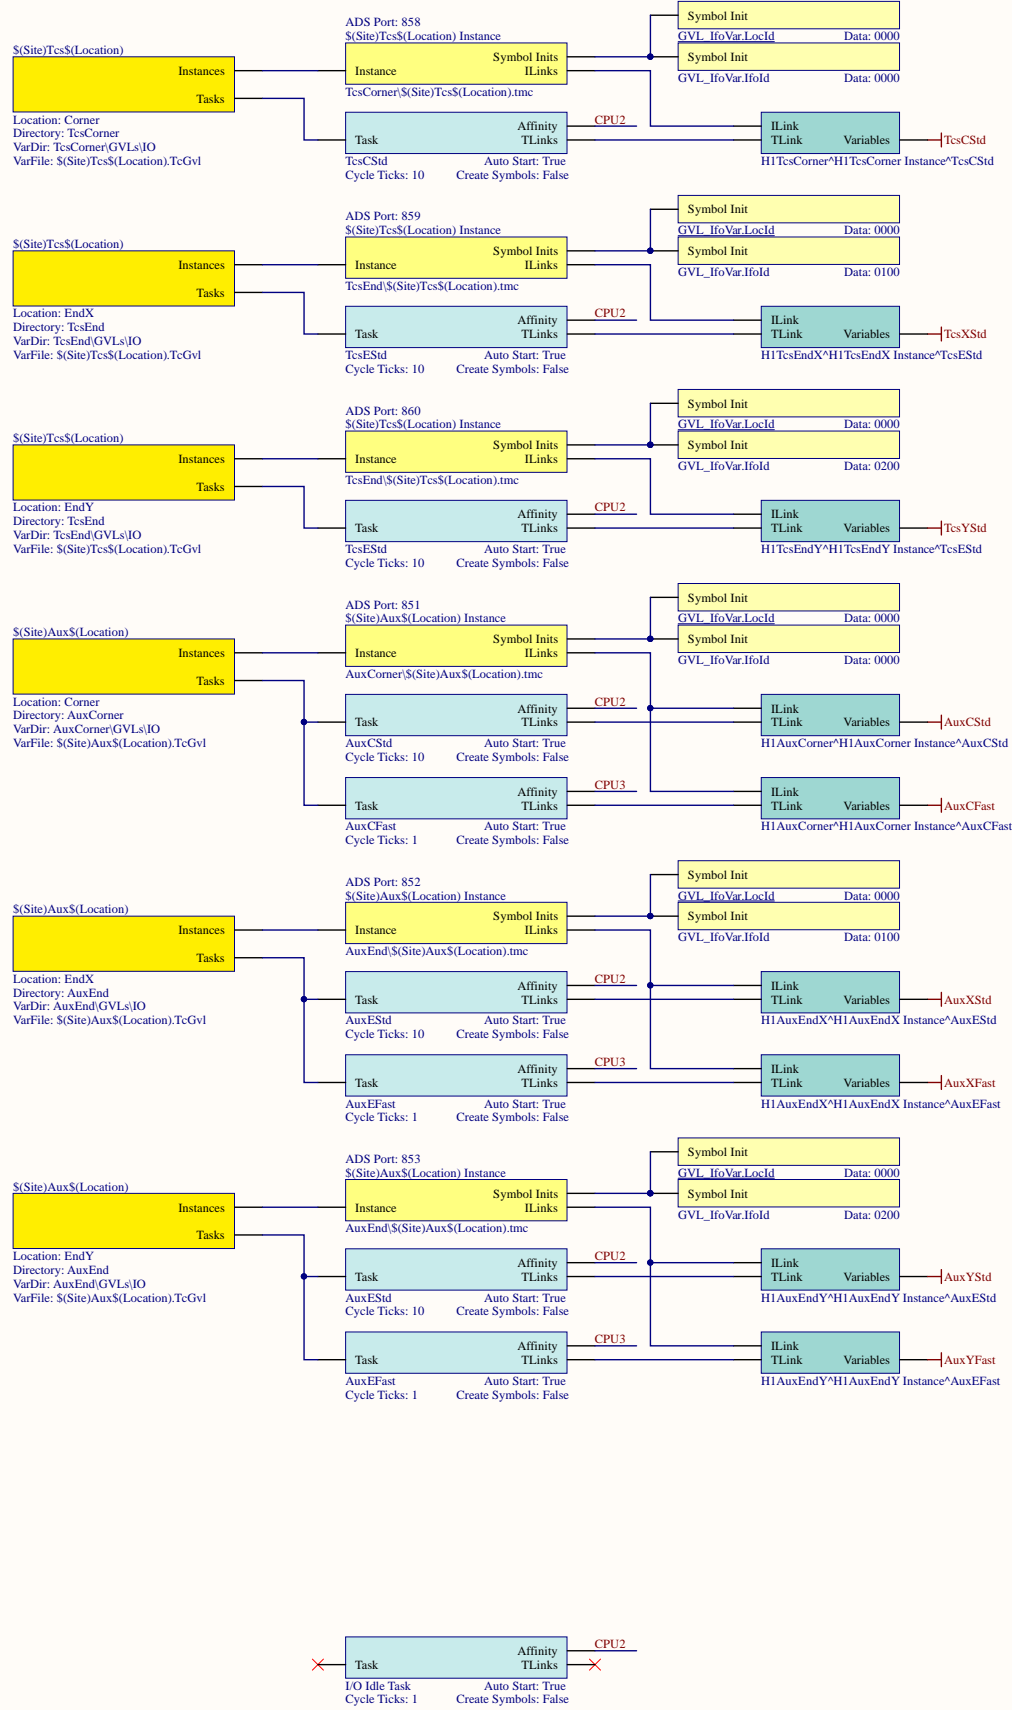 ADS Port: 858
$(Site)Tcs$(Location) Instance
Symbol Init
GVL_IfoVar.LocId Data: 0000
Symbol Init
GVL_IfoVar.IfoId Data: 0000
$(Site)Tcs$(Location)
Instances
Tasks
Symbol Inits
Instance ILinks
TcsCorner\$(Site)Tcs$(Location).tmc
Location: Corner
Directory: TcsCorner
VarDir: TcsCorner\GVLs\IO
VarFile: $(Site)Tcs$(Location).TcGvl
Affinity CPU2
Task TLinks
TcsCStd Auto Start: True
Cycle Ticks: 10 Create Symbols: False
ILink
TLink Variables TcsCStd
H1TcsCorner^H1TcsCorner Instance^TcsCStd
ADS Port: 859
$(Site)Tcs$(Location) Instance
Symbol Init
GVL_IfoVar.LocId Data: 0000
Symbol Init
GVL_IfoVar.IfoId Data: 0100
$(Site)Tcs$(Location)
Instances
Tasks
Symbol Inits
Instance ILinks
TcsEnd\$(Site)Tcs$(Location).tmc
Location: EndX
Directory: TcsEnd
VarDir: TcsEnd\GVLs\IO
VarFile: $(Site)Tcs$(Location).TcGvl
Affinity CPU2
Task TLinks
TcsEStd Auto Start: True
Cycle Ticks: 10 Create Symbols: False
ILink
TLink Variables TcsXStd
H1TcsEndX^H1TcsEndX Instance^TcsEStd
ADS Port: 860
$(Site)Tcs$(Location) Instance
Symbol Init
GVL_IfoVar.LocId Data: 0000
Symbol Init
GVL_IfoVar.IfoId Data: 0200
$(Site)Tcs$(Location)
Instances
Tasks
Symbol Inits
Instance ILinks
TcsEnd\$(Site)Tcs$(Location).tmc
Location: EndY
Directory: TcsEnd
VarDir: TcsEnd\GVLs\IO
VarFile: $(Site)Tcs$(Location).TcGvl
Affinity CPU2
Task TLinks
TcsEStd Auto Start: True
Cycle Ticks: 10 Create Symbols: False
ILink
TLink Variables TcsYStd
H1TcsEndY^H1TcsEndY Instance^TcsEStd
ADS Port: 851
$(Site)Aux$(Location) Instance
Symbol Init
GVL_IfoVar.LocId Data: 0000
Symbol Init
GVL_IfoVar.IfoId Data: 0000
$(Site)Aux$(Location)
Instances
Tasks
Symbol Inits
Instance ILinks
AuxCorner\$(Site)Aux$(Location).tmc
Location: Corner
Directory: AuxCorner
VarDir: AuxCorner\GVLs\IO
VarFile: $(Site)Aux$(Location).TcGvl
Affinity CPU2
Task TLinks
AuxCStd Auto Start: True
Cycle Ticks: 10 Create Symbols: False
ILink
TLink Variables AuxCStd
H1AuxCorner^H1AuxCorner Instance^AuxCStd
Affinity CPU3
Task TLinks
AuxCFast Auto Start: True
Cycle Ticks: 1 Create Symbols: False
ILink
TLink Variables AuxCFast
H1AuxCorner^H1AuxCorner Instance^AuxCFast
ADS Port: 852
$(Site)Aux$(Location) Instance
Symbol Init
GVL_IfoVar.LocId Data: 0000
Symbol Init
GVL_IfoVar.IfoId Data: 0100
$(Site)Aux$(Location)
Instances
Tasks
Symbol Inits
Instance ILinks
AuxEnd\$(Site)Aux$(Location).tmc
Location: EndX
Directory: AuxEnd
VarDir: AuxEnd\GVLs\IO
VarFile: $(Site)Aux$(Location).TcGvl
Affinity CPU2
Task TLinks
AuxEStd Auto Start: True
Cycle Ticks: 10 Create Symbols: False
ILink
TLink Variables AuxXStd
H1AuxEndX^H1AuxEndX Instance^AuxEStd
Affinity CPU3
Task TLinks
AuxEFast Auto Start: True
Cycle Ticks: 1 Create Symbols: False
ILink
TLink Variables AuxXFast
H1AuxEndX^H1AuxEndX Instance^AuxEFast
ADS Port: 853
$(Site)Aux$(Location) Instance
Symbol Init
GVL_IfoVar.LocId Data: 0000
Symbol Init
GVL_IfoVar.IfoId Data: 0200
$(Site)Aux$(Location)
Instances
Tasks
Symbol Inits
Instance ILinks
AuxEnd\$(Site)Aux$(Location).tmc
Location: EndY
Directory: AuxEnd
VarDir: AuxEnd\GVLs\IO
VarFile: $(Site)Aux$(Location).TcGvl
Affinity CPU2
Task TLinks
AuxEStd Auto Start: True
Cycle Ticks: 10 Create Symbols: False
ILink
TLink Variables AuxYStd
H1AuxEndY^H1AuxEndY Instance^AuxEStd
Affinity CPU3
Task TLinks
AuxEFast Auto Start: True
Cycle Ticks: 1 Create Symbols: False
ILink
TLink Variables AuxYFast
H1AuxEndY^H1AuxEndY Instance^AuxEFast
Affinity CPU2
Task TLinks
I/O Idle Task Auto Start: True
Cycle Ticks: 1 Create Symbols: False